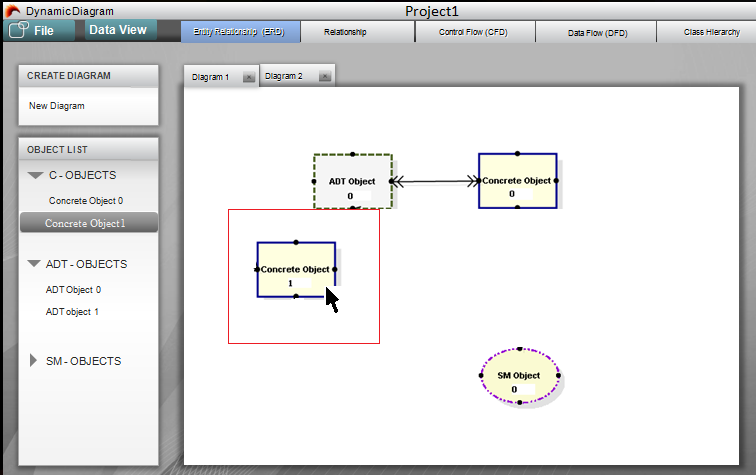 DynamicDiagram
Project1
File
Data View
Entity Relationship (ERD)
Relationship
Control Flow (CFD)
Data Flow (DFD)
Class Hierarchy
CREATE DIAGRAM
New Diagram
OBJECT LIST
C - OBJECTS
Concrete Object 0
Concrete Object1
ADT - OBJECTS
ADT Object 0
ADT object 1
SM - OBJECTS
Diagram 1
Diagram 2
ADT Object
0
Concrete Object
0
Concrete Object
1
SM Object
0